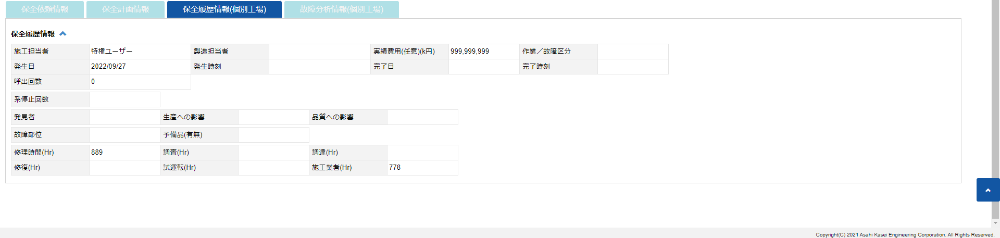 保全依頼情報 保全計画情報 保全履歴情報(個別工場) 故障分析情報(個別工場)
保全履歴情報
施工担当者 特権ユーザー 製造担当者 実績費用(任意)(k円) 999,999,999 作業／故障区分
発生日 2022/09/27 発生時刻 完了日 完了時刻
呼出回数 0
系停止回数
発見者 生産への影響 品質への影響
故障部位 予備品(有無)
修理時間(Hr) 889 調査(Hr) 調達(Hr)
修復(Hr) 試運転(Hr) 施工業者(Hr) 778
Copyright(C) 2021 Asahi Kasei Engineering Corporation. All Rights Reserved.